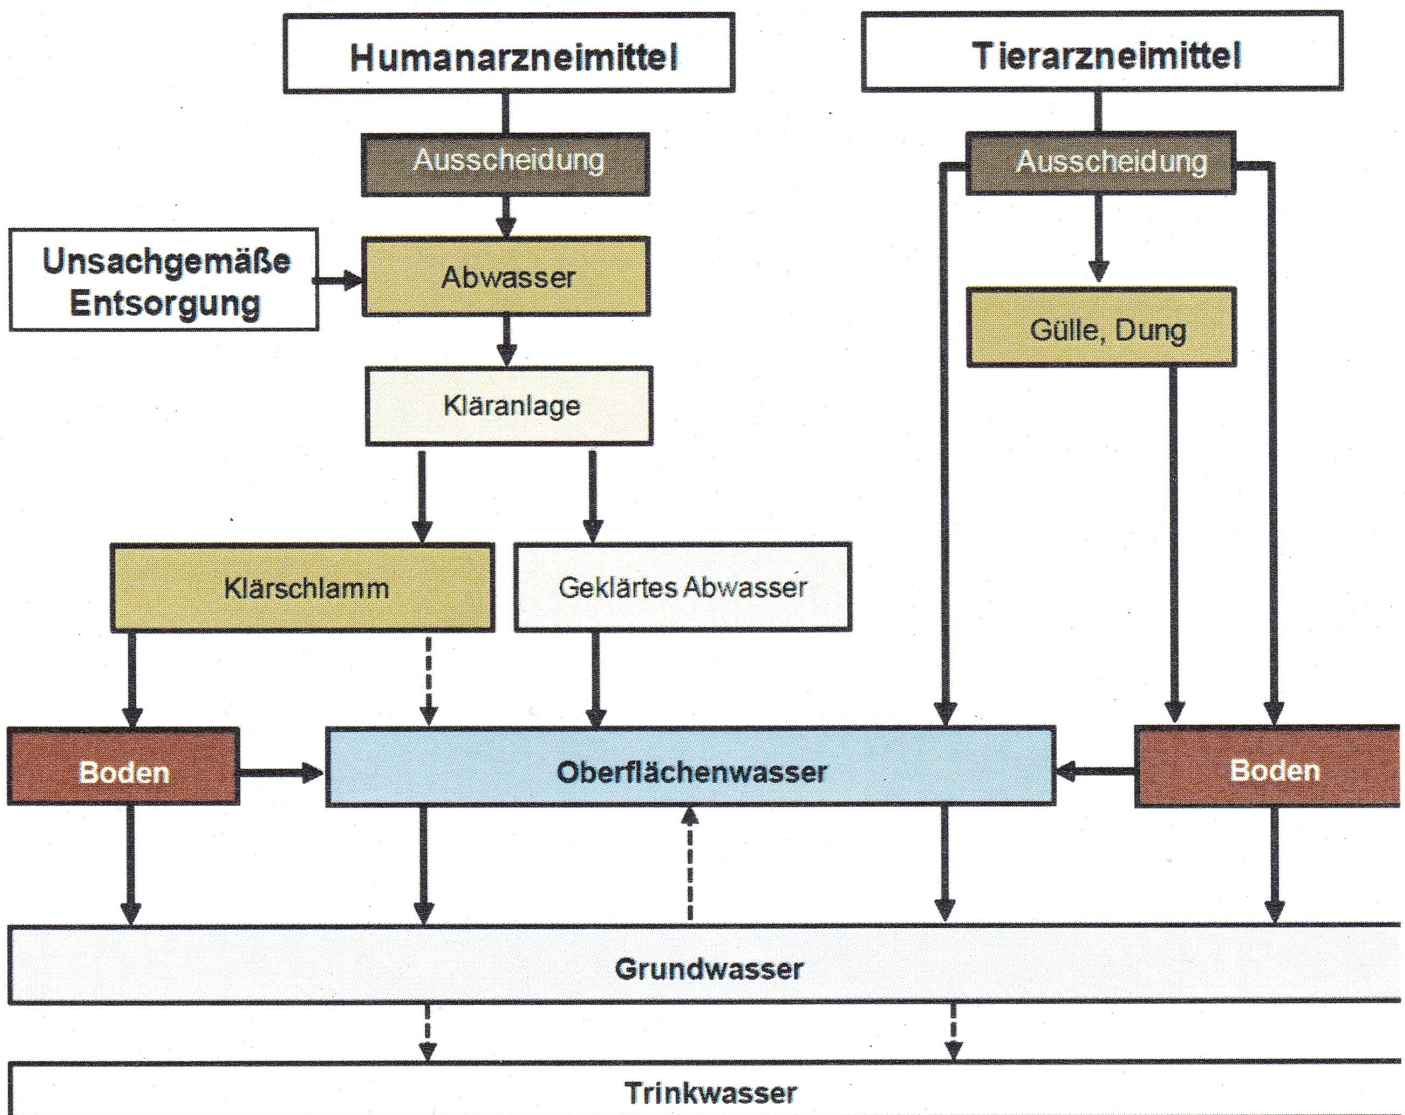 Humanarzneimittel
Tierarzneimittel
Ausscheidung
Ausscheidung
Unsachgemäße
Entsorgung
Abwasser
Gülle, Dung
Kläranlage
Klärschlamm
Geklärtes Abwasser
Boden
Oberflächenwasser
Boden
Grundwasser
Trinkwasser